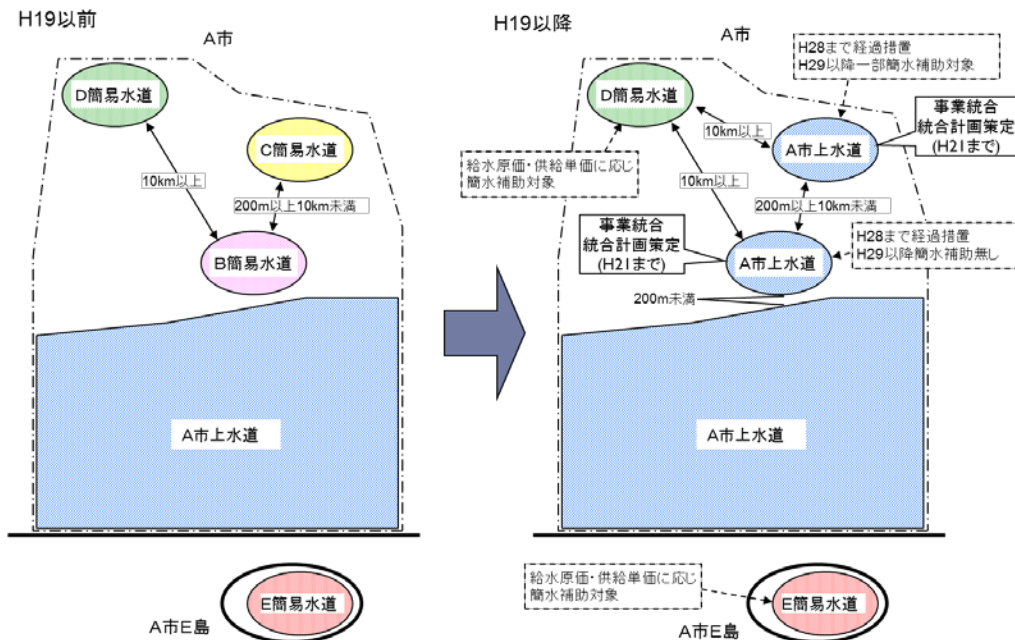 H19以前
A市
D簡易水道
C簡易水道
10km以上
200m以上10km未満
B簡易水道
A市上水道
E簡易水道
A市E島
H19以降
A市
H28まで経過措置
H29以降一部簡水補助対象
D簡易水道
10km以上
A市上水道
事業統合
統合計画策定
(H21まで)
給水原価・供給単価に応じ
簡水補助対象
10km以上
200m以上10km未満
事業統合
統合計画策定
(H21まで)
A市上水道
H28まで経過措置
H29以降簡水補助無し
200m未満
A市上水道
給水原価・供給単価に応じ
簡水補助対象
E簡易水道
A市E島